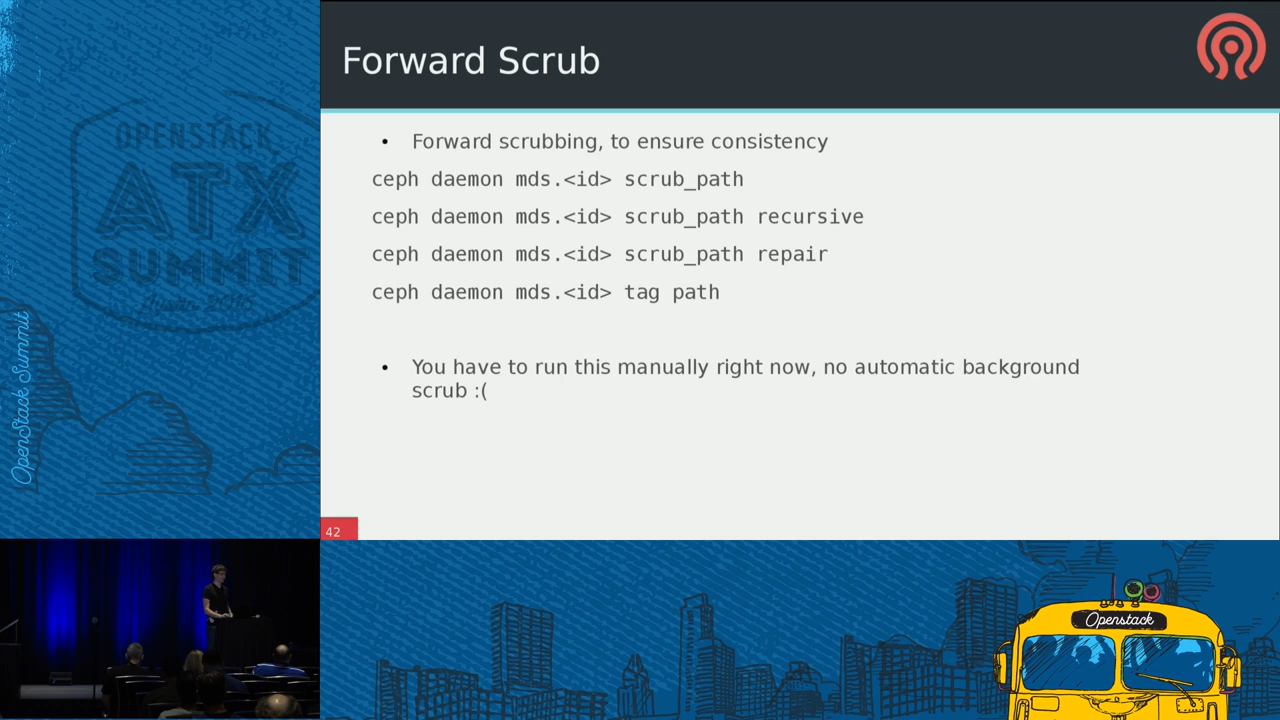 Forward Scrub
• Forward scrubbing, to ensure consistency
ceph daemon mds.<id> scrub_path
ceph daemon mds.<id> scrub_path recursive
ceph daemon mds.<id> scrub_path repair
ceph daemon mds.<id> tag path
• You have to run this manually right now, no automatic background
scrub :(
42
OPENSTACK
ATX
SUMMIT
Austin 2016
OpenStack Summit
Openstack